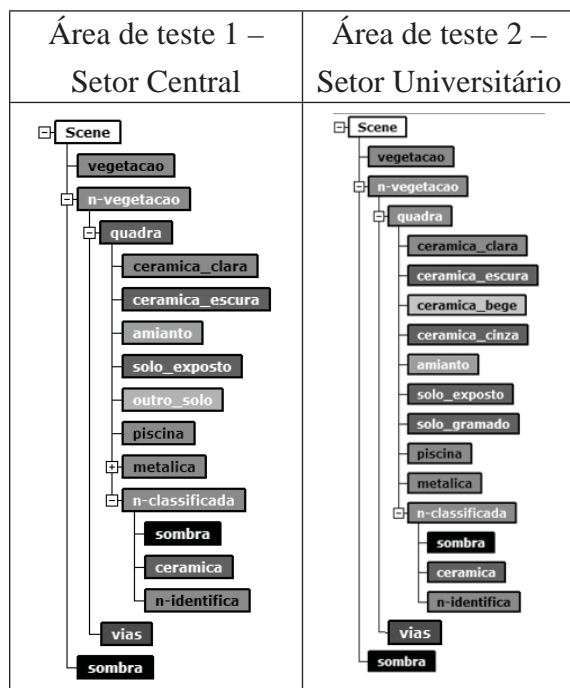 Área de teste 1 –
Setor Central
Scene
vegetacao
n-vegetacao
quadra
ceramica_clara
ceramica_escura
amianto
solo_exposto
outro_solo
piscina
metalica
n-classificada
sombra
ceramica
n-identifica
vias
sombra
Área de teste 2 –
Setor Universitário
Scene
vegetacao
n-vegetacao
quadra
ceramica_clara
ceramica_escura
ceramica_bege
ceramica_cinza
amianto
solo_exposto
solo_gramado
piscina
metalica
n-classificada
sombra
ceramica
n-identifica
vias
sombra